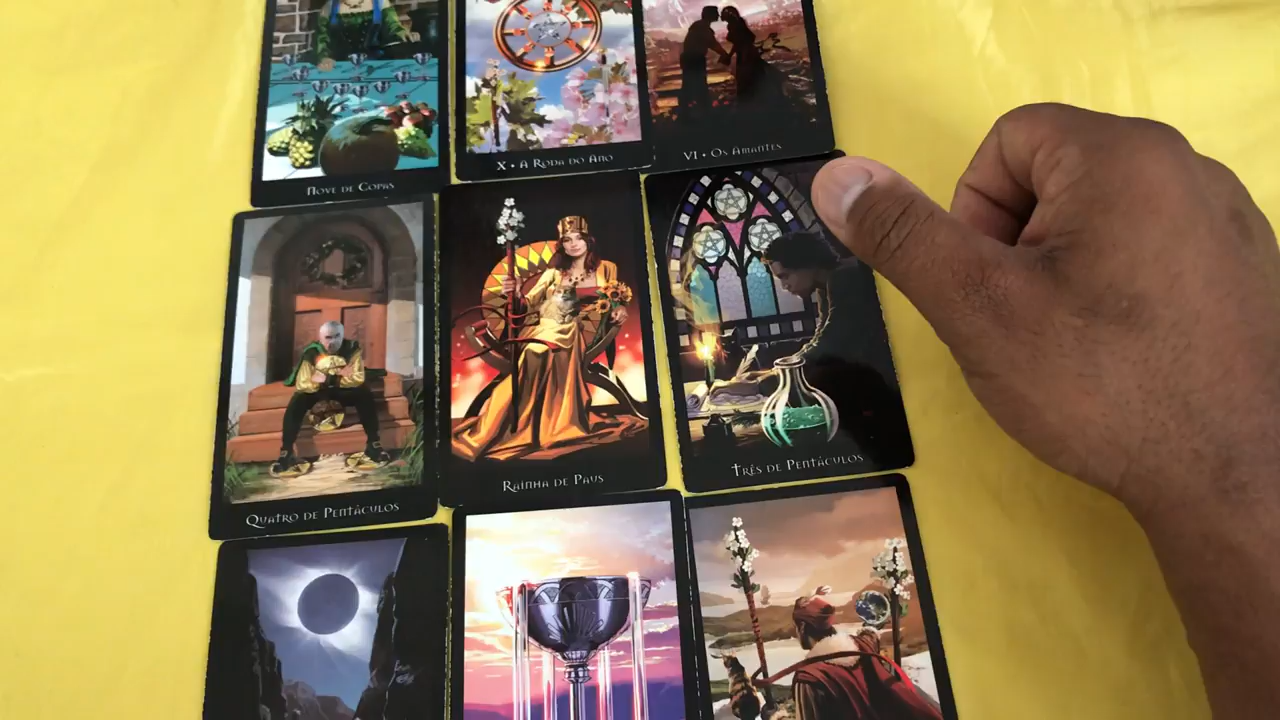 Nove de Copas
X • A Roda do Ano
VI • Os Amantes
Quatro de Pentáculos
Rainha de Paus
Três de Pentáculos